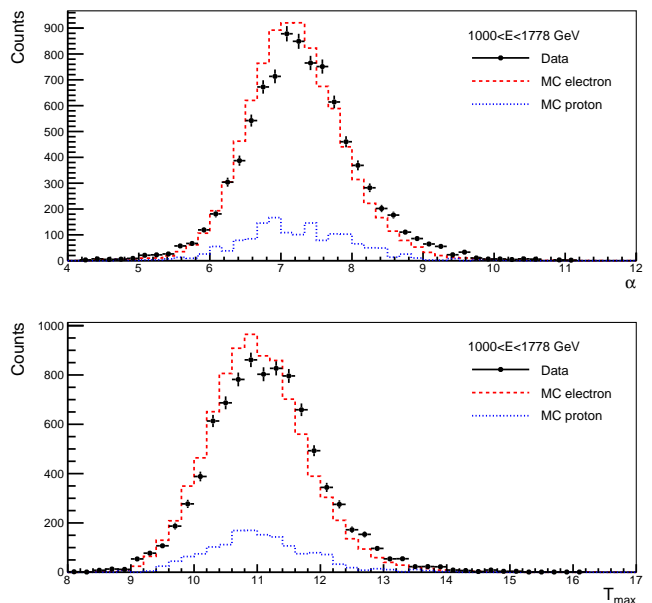 Counts
900
800
700
600
500
400
300
200
100
0
1000<E<1778 GeV
Data
MC electron
MC proton
4 5 6 7 8 9 10 11 12
α
Counts
1000
800
600
400
200
0
1000<E<1778 GeV
Data
MC electron
MC proton
8 9 10 11 12 13 14 15 16 17
Tmax